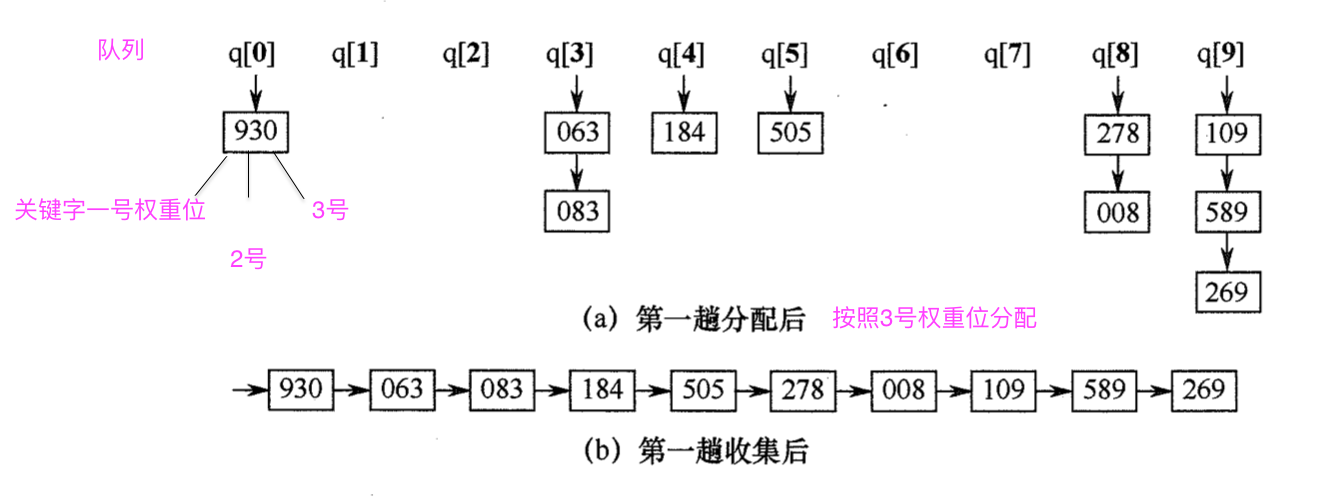 队列 q[0] q[1] q[2] q[3] q[4] q[5] q[6] q[7] q[8] q[9]
930 063 184 505 278 109
083 008 589
关键字一号权重位 3号
2号
269
(a) 第一趟分配后 按照3号权重位分配
930 063 083 184 505 278 008 109 589 269
(b) 第一趟收集后